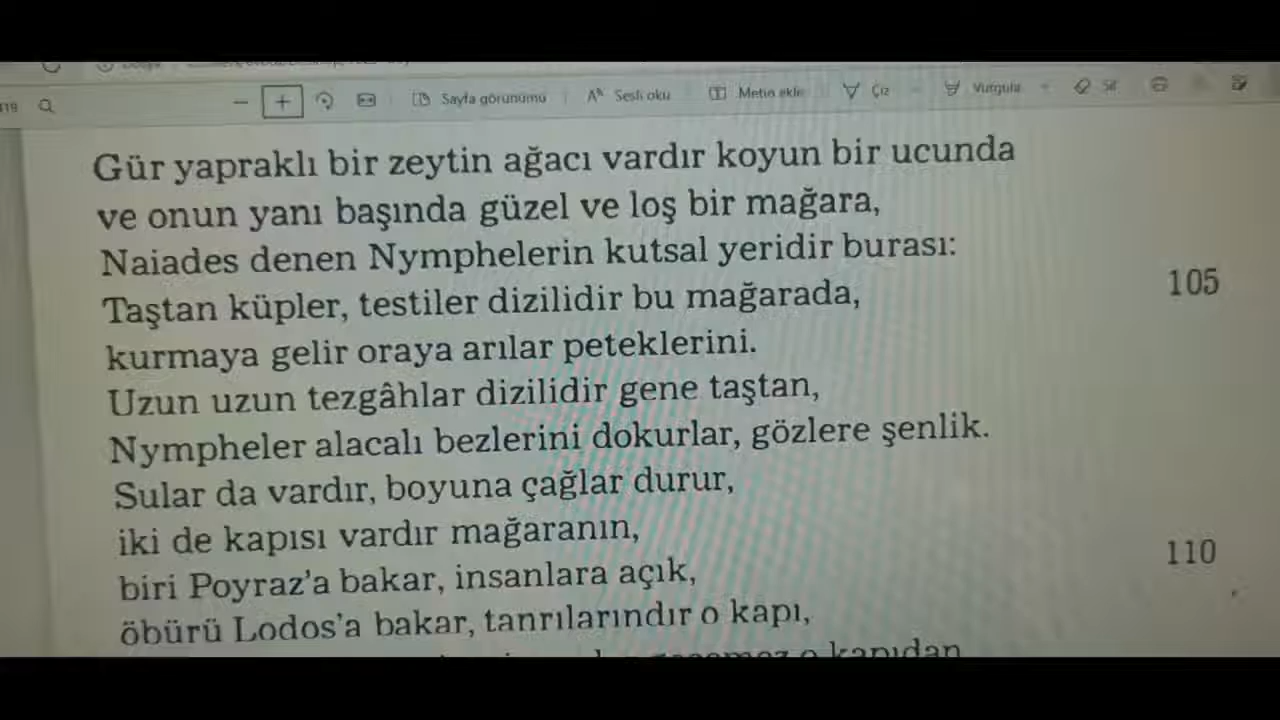 119
Sayfa görünümü
Sesli oku
Metin ekle
Çiz
Vurgula
Sil
Gür yapraklı bir zeytin ağacı vardır koyun bir ucunda
ve onun yanı başında güzel ve loş bir mağara,
Naiades denen Nymphelerin kutsal yeridir burası:
Taştan küpler, testiler dizilidir bu mağarada,
105
kurmaya gelir oraya arılar peteklerini.
Uzun uzun tezgâhlar dizilidir gene taştan,
Nympheler alacalı bezlerini dokurlar, gözlere şenlik.
Sular da vardır, boyuna çağlar durur,
iki de kapısı vardır mağaranın,
biri Poyraz'a bakar, insanlara açık,
110
öbürü Lodos'a bakar, tanrılarındır o kapı,
o kapıdan